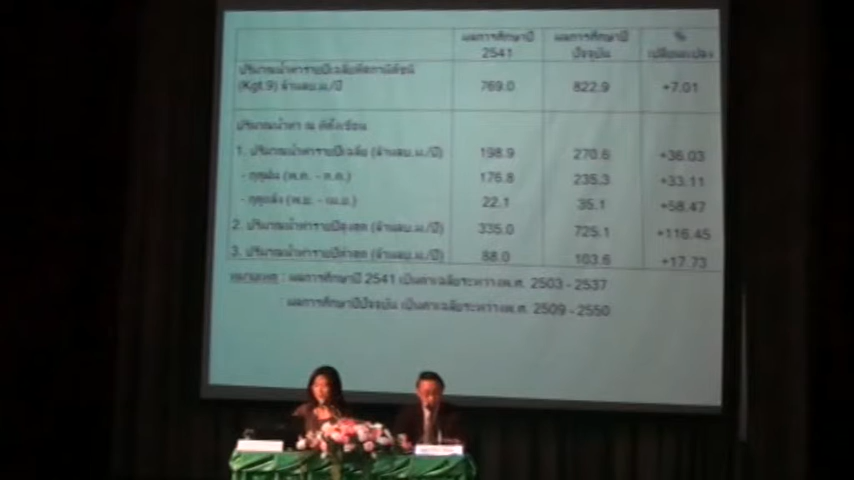 ผลการศึกษาปี 2541 ผลการศึกษาปี ปัจจุบัน % เปลี่ยนแปลง
ปริมาณน้ำท่ารายปีเฉลี่ยที่สถานีดัชนี
(Kgt.9) ล้านลบ.ม./ปี 769.0 822.9 +7.01
ปริมาณน้ำท่า ณ ที่ตั้งเขื่อน
1. ปริมาณน้ำท่ารายปีเฉลี่ย (ล้านลบ.ม./ปี) 198.9 270.6 +36.03
- ฤดูฝน (พ.ค. - ต.ค.) 176.8 235.3 +33.11
- ฤดูแล้ง (พ.ย. - เม.ย.) 22.1 35.1 +58.47
2. ปริมาณน้ำท่ารายปีสูงสุด (ล้านลบ.ม./ปี) 335.0 725.1 +116.45
3. ปริมาณน้ำท่ารายปีต่ำสุด (ล้านลบ.ม./ปี) 88.0 103.6 +17.73
หมายเหตุ : ผลการศึกษาปี 2541 เป็นค่าเฉลี่ยระหว่างพ.ศ. 2503 - 2537
: ผลการศึกษาปีปัจจุบัน เป็นค่าเฉลี่ยระหว่างพ.ศ. 2509 - 2550